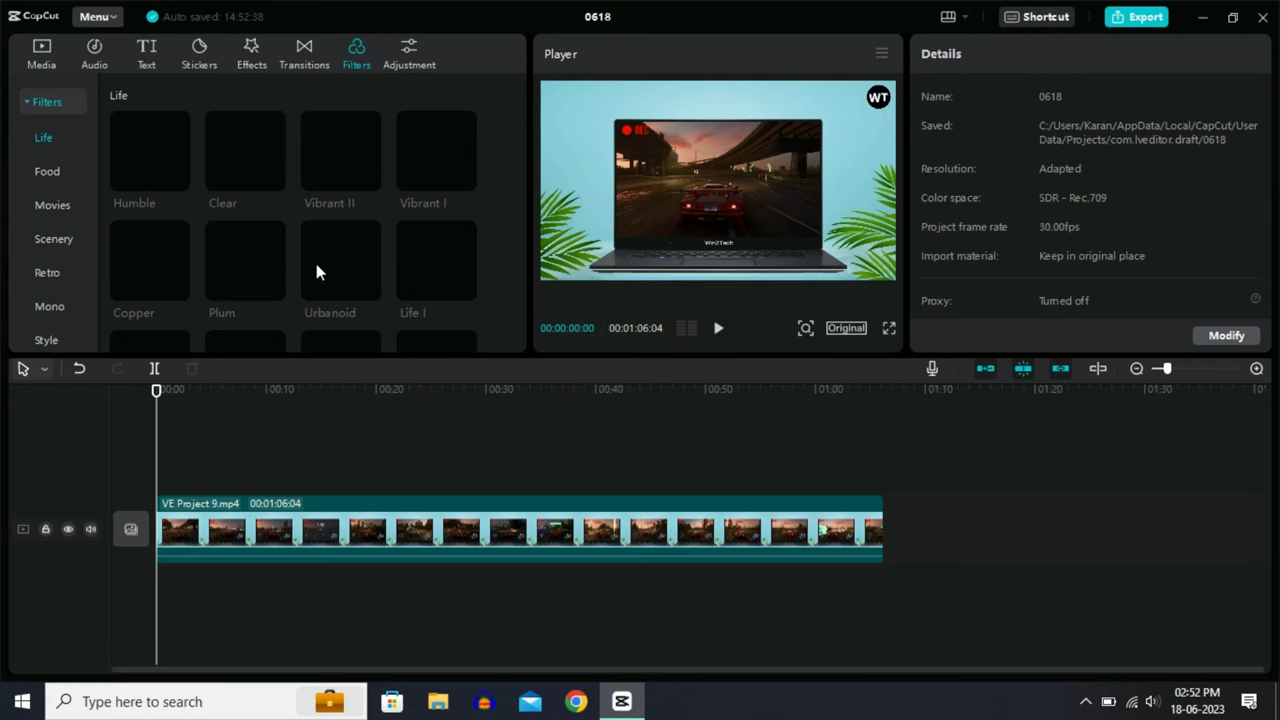 CapCut
Menu
Auto saved: 14:52:38
0618
Shortcut
Export
Media
Audio
Text
Stickers
Effects
Transitions
Filters
Adjustment
Filters
Life
Food
Movies
Scenery
Retro
Mono
Style
Life
Humble
Clear
Vibrant II
Vibrant I
Copper
Plum
Urbanoid
Life I
Player
WT
REC
Win2Tech
00:00:00:00
00:01:06:04
Original
Details
Name:
0618
Saved:
C:/Users/Karan/AppData/Local/CapCut/User
Data/Projects/com.lveditor.draft/0618
Resolution:
Adapted
Color space:
SDR - Rec.709
Project frame rate
30.00fps
Import material:
Keep in original place
Proxy:
Turned off
Modify
00:00
00:10
00:20
00:30
00:40
00:50
01:00
01:10
01:20
01:30
VE Project 9.mp4
00:01:06:04
Type here to search
02:52 PM
18-06-2023